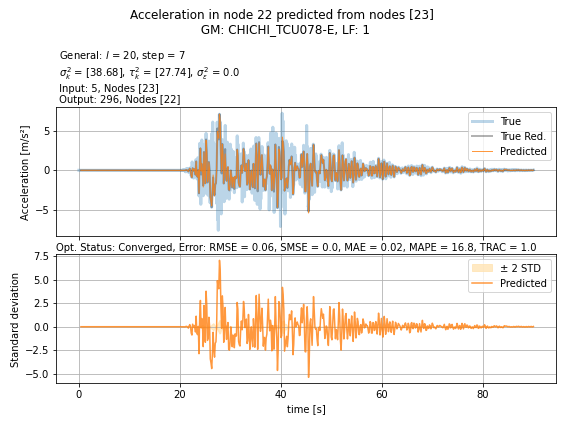 Acceleration in node 22 predicted from nodes [23]
GM: CHICHI_TCU078-E, LF: 1
General: l = 20, step = 7
σ²ₖ = [38.68], τ²ₖ = [27.74], σ²ε = 0.0
Input: 5, Nodes [23]
Output: 296, Nodes [22]
Acceleration [m/s²]
5
0
−5
True
True Red.
Predicted
Opt. Status: Converged, Error: RMSE = 0.06, SMSE = 0.0, MAE = 0.02, MAPE = 16.8, TRAC = 1.0
Standard deviation
7.5
5.0
2.5
0.0
−2.5
−5.0
± 2 STD
Predicted
0
20
40
60
80
time [s]